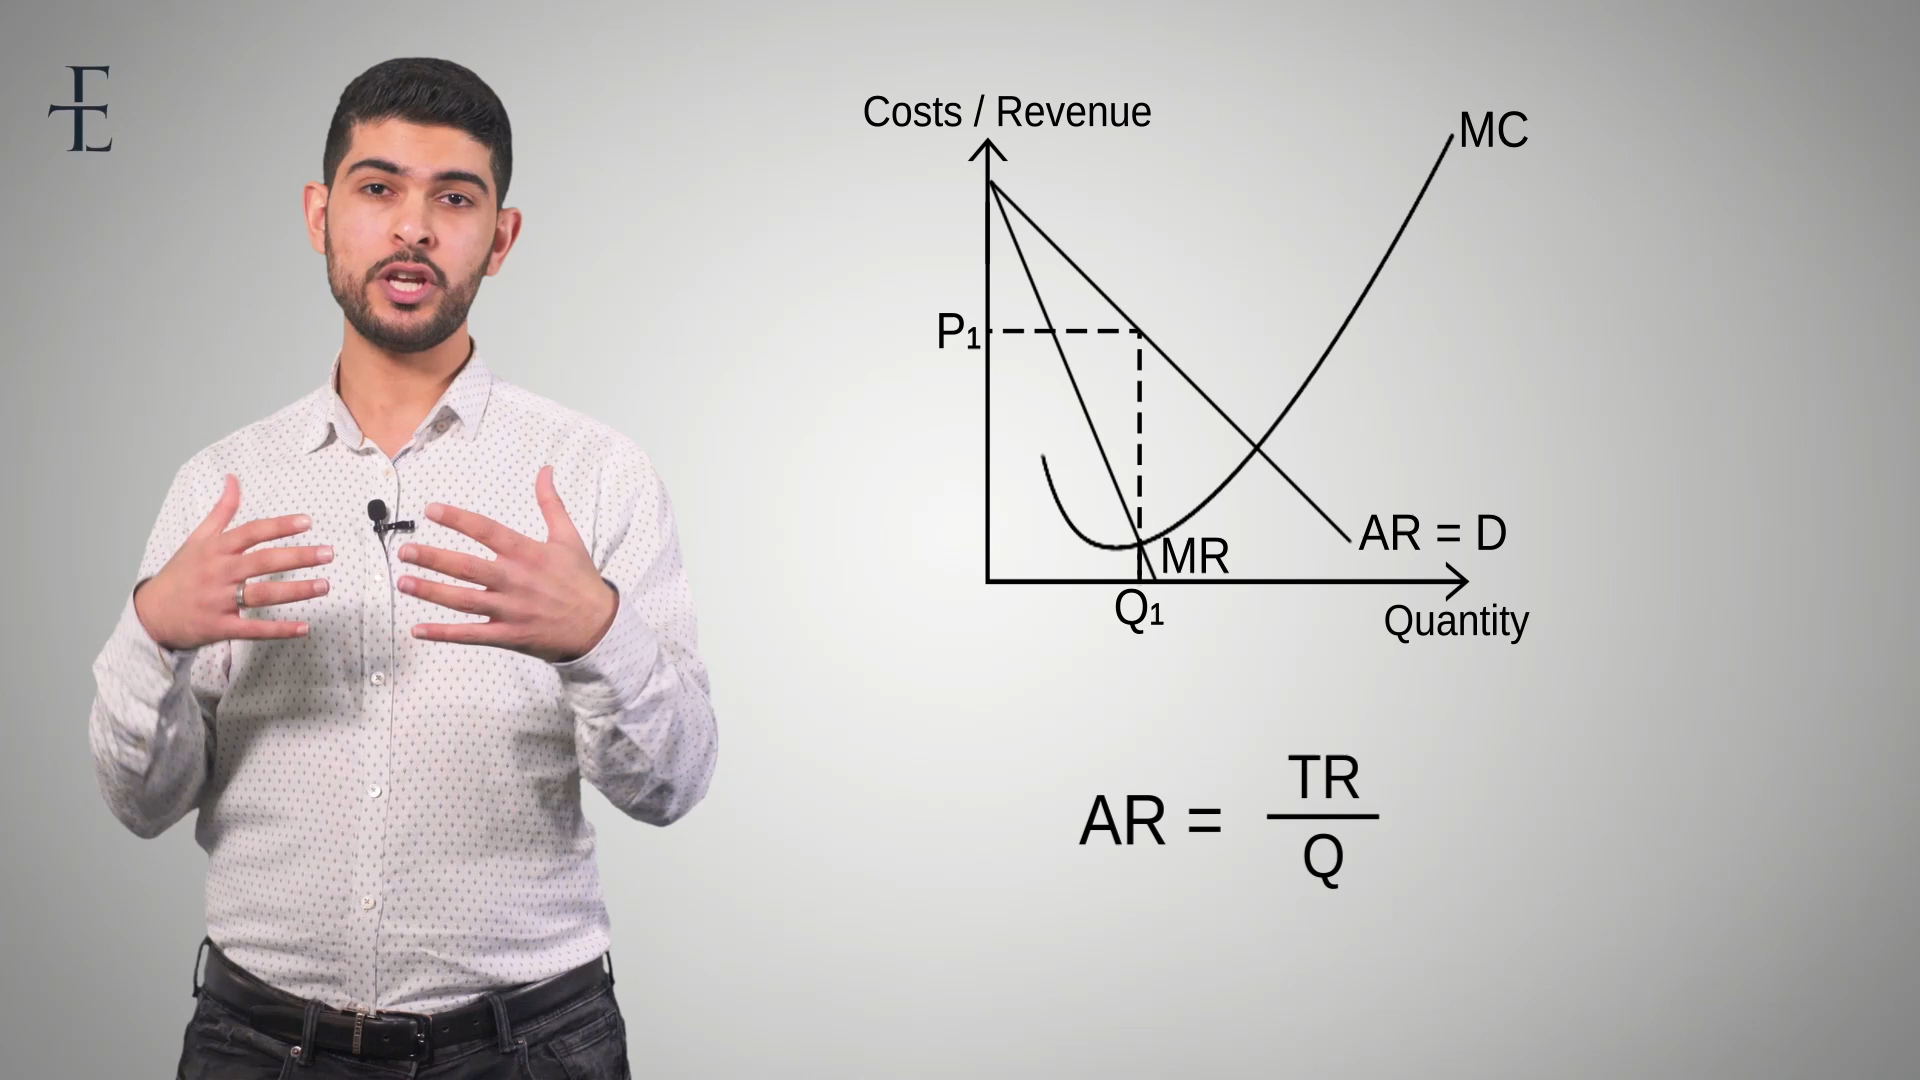 Costs / Revenue
MC
P1
AR = D
MR
Q1
Quantity
AR = TR
Q